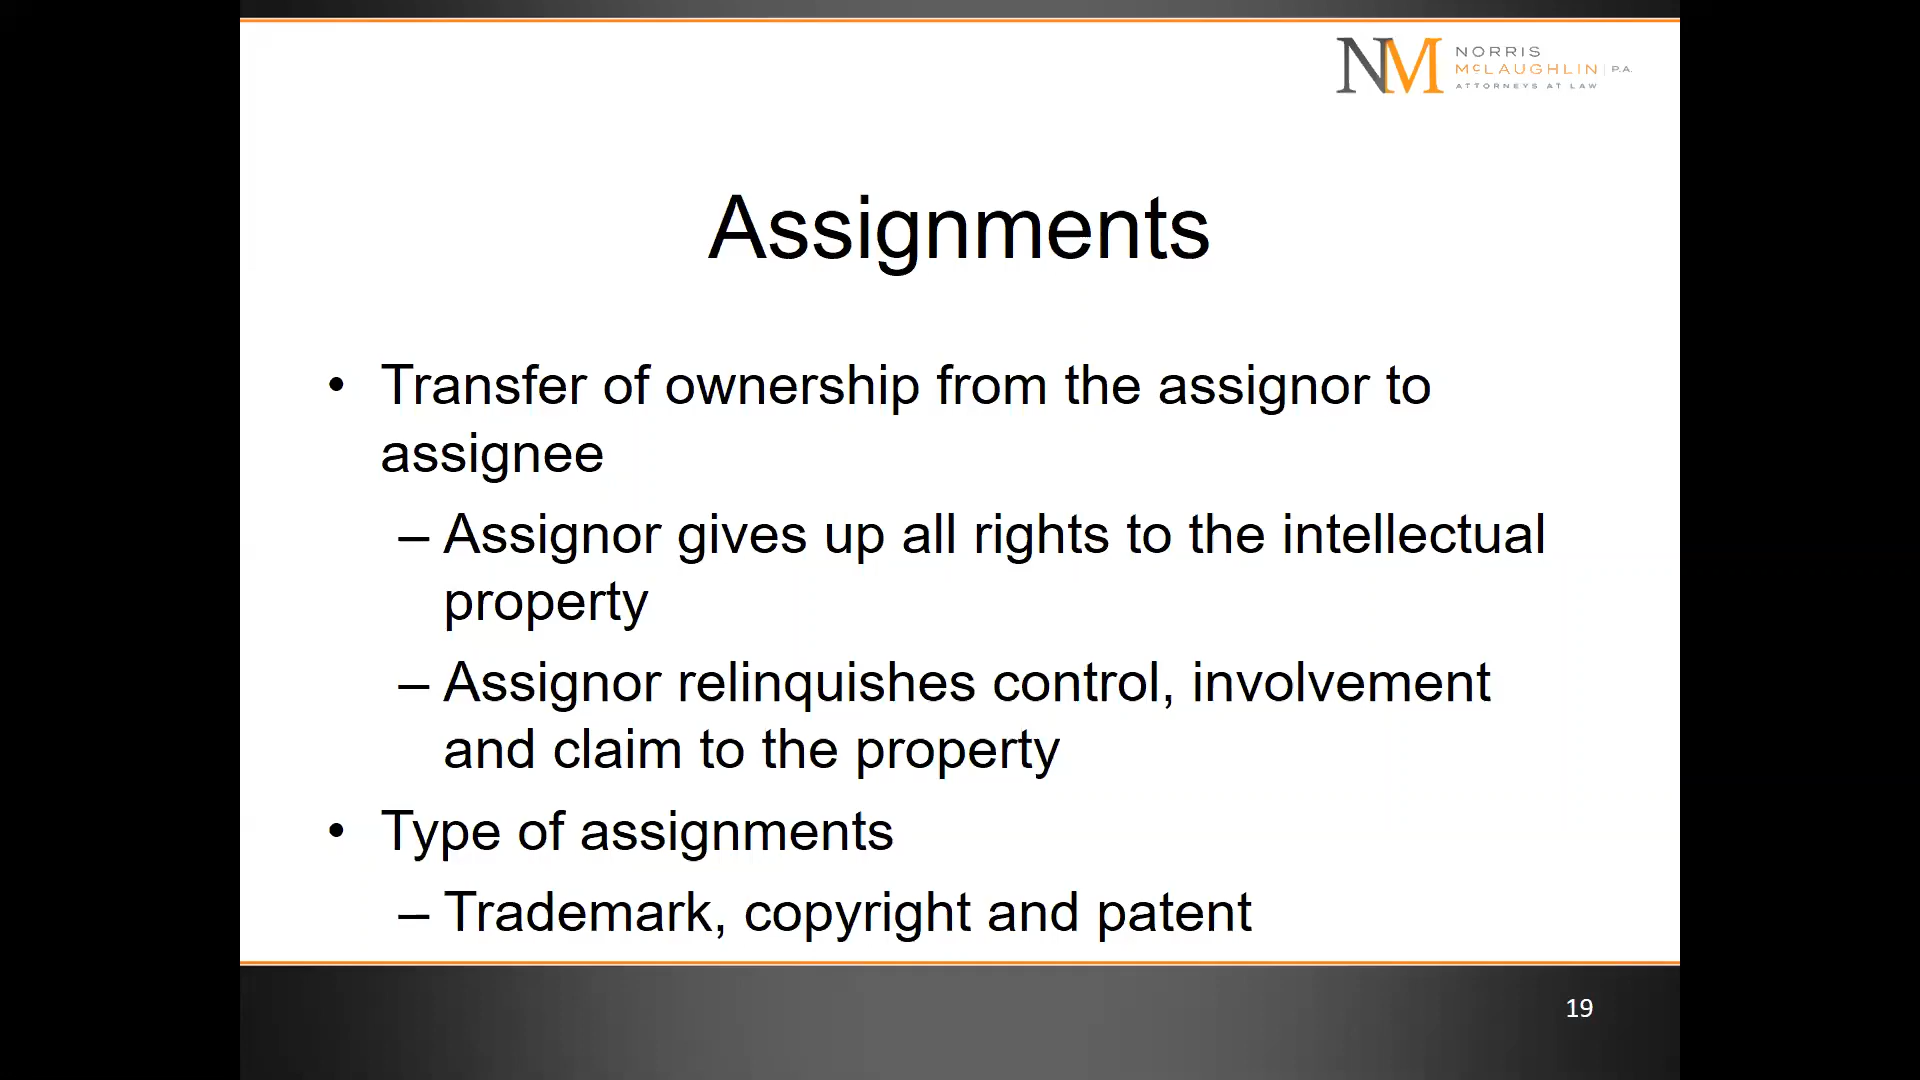 NM NORRIS
McLAUGHLIN P.A.
ATTORNEYS AT LAW
Assignments
• Transfer of ownership from the assignor to
assignee
– Assignor gives up all rights to the intellectual
property
– Assignor relinquishes control, involvement
and claim to the property
• Type of assignments
– Trademark, copyright and patent
19